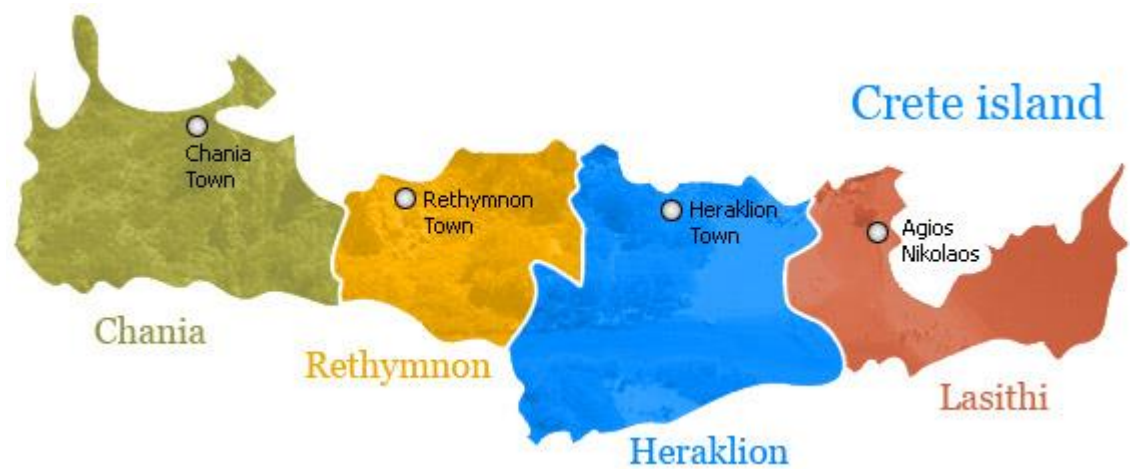 Crete island
Chania
Town
Rethymnon
Town
Heraklion
Town
Agios
Nikolaos
Chania
Rethymnon
Lasithi
Heraklion